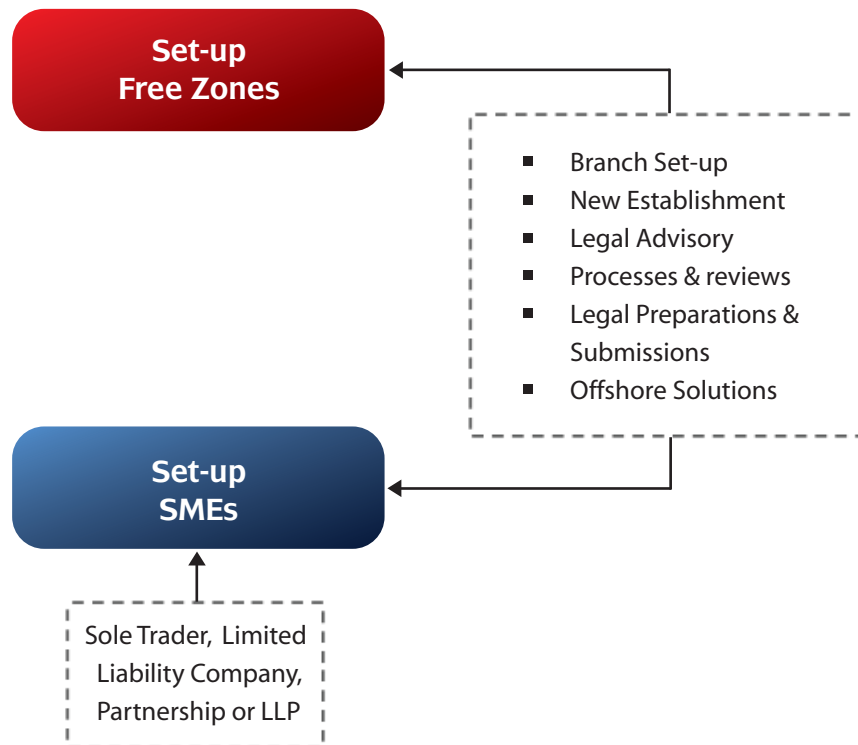 Set-up
Free Zones
▪ Branch Set-up
▪ New Establishment
▪ Legal Advisory
▪ Processes & reviews
▪ Legal Preparations &
Submissions
▪ Offshore Solutions
Set-up
SMEs
Sole Trader, Limited
Liability Company,
Partnership or LLP